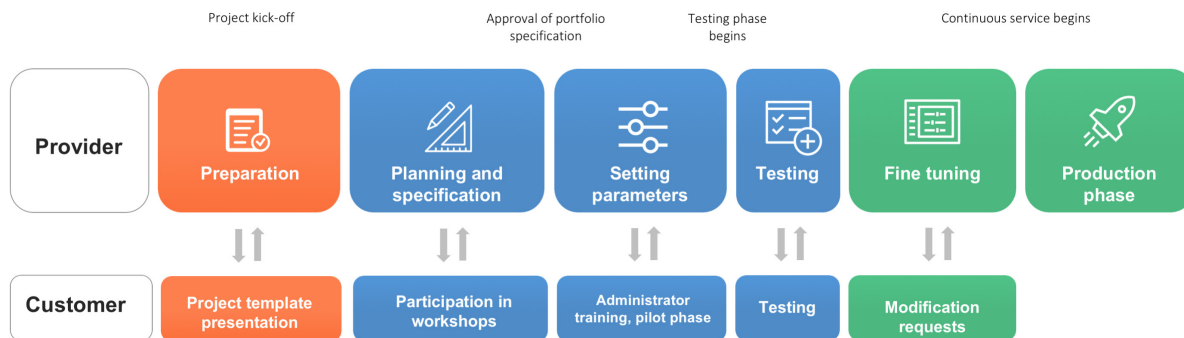 Project kick-off
Approval of portfolio
specification
Testing phase
begins
Continuous service begins
Provider
Preparation
Planning and
specification
Setting
parameters
Testing
Fine tuning
Production
phase
Customer
Project template
presentation
Participation in
workshops
Administrator
training, pilot phase
Testing
Modification
requests